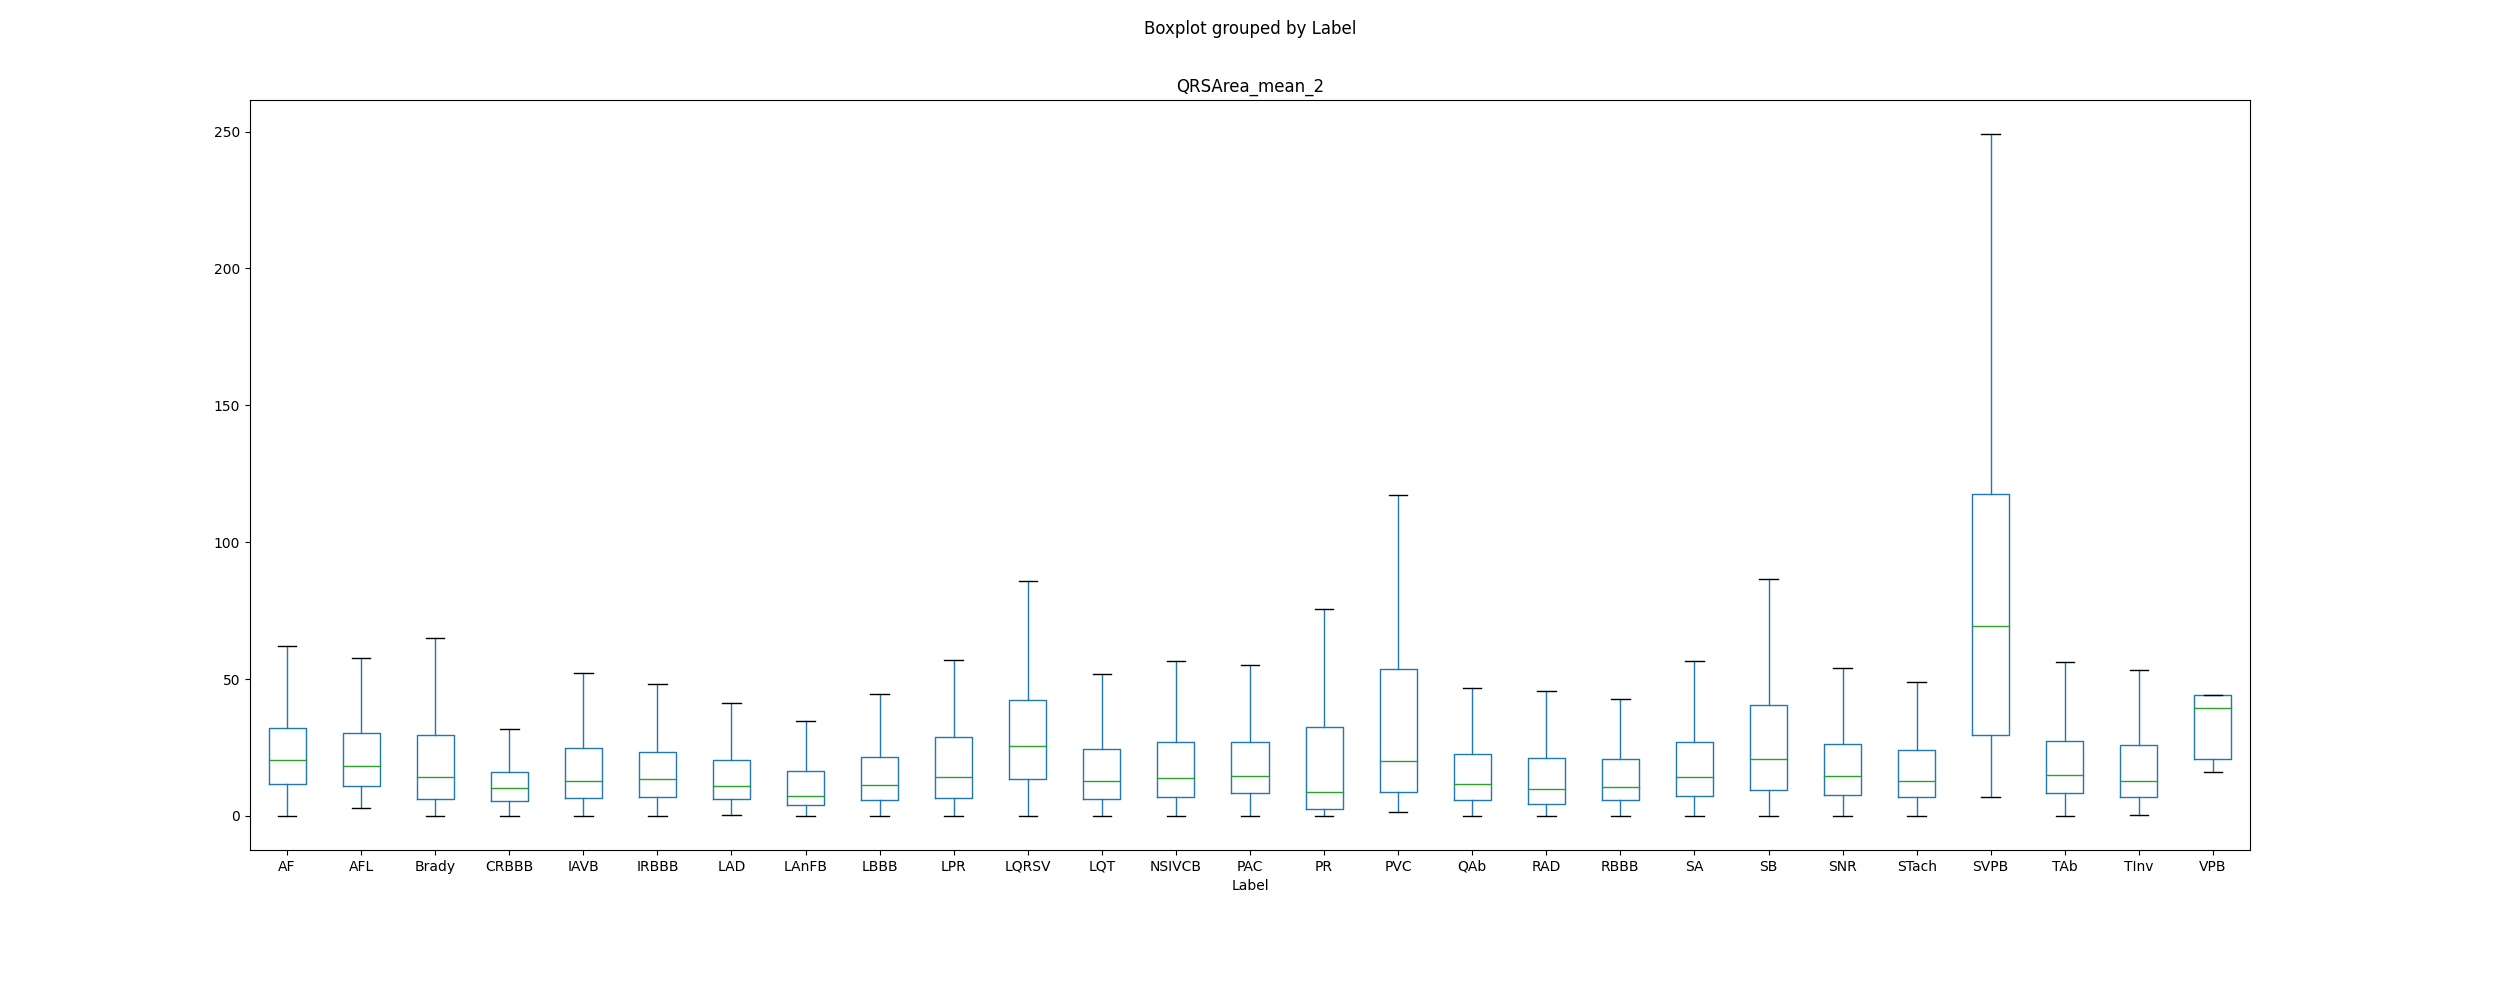 Boxplot grouped by Label
QRSArea_mean_2
250
200
150
100
50
0
AF AFL Brady CRBBB IAVB IRBBB LAD LAnFB LBBB LPR LQRSV LQT NSIVCB PAC PR PVC QAb RAD RBBB SA SB SNR STach SVPB TAb TInv VPB
Label